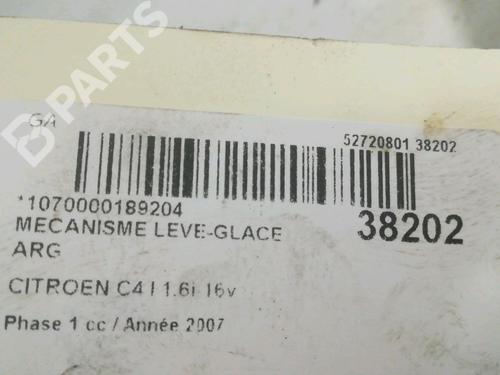 B-PARTS
GA
52720801 38202
*1070000189204
38202
MECANISME LEVE-GLACE
ARG
CITROEN C4 I 1.6i 16v
Phase 1 cc / Année 2007